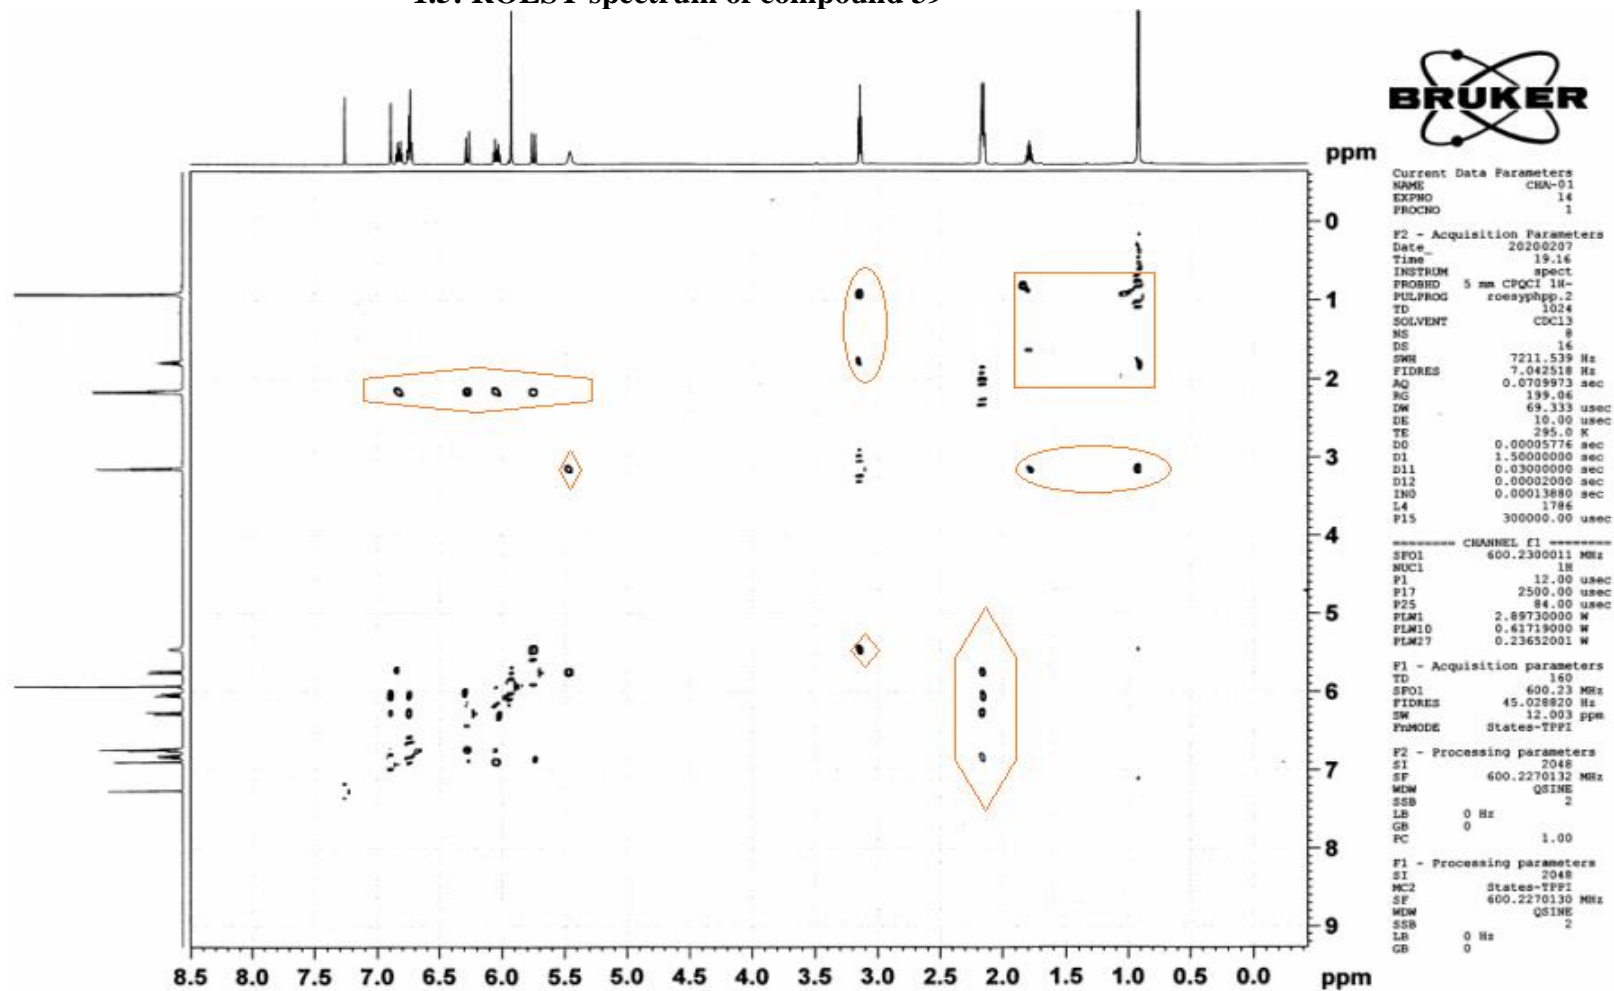 1.5: ROESY spectrum of compound 39
BRUKER
ppm
Current Data Parameters
NAME CHA-01
EXPNO 14
PROCNO 1
F2 - Acquisition Parameters
Date_ 20200207
Time 19.16
INSTRUM spect
PROBHD 5 mm CPQCI 1H-
PULPROG roesyphpp.2
TD 1024
SOLVENT CDCl3
NS 8
DS 16
SWH 7211.539 Hz
FIDRES 7.042518 Hz
AQ 0.0709973 sec
RG 199.06
DW 69.333 usec
DE 10.00 usec
TE 295.0 K
D0 0.00005776 sec
D1 1.50000000 sec
D11 0.03000000 sec
D12 0.00002000 sec
IN0 0.00013880 sec
L4 1786
P15 300000.00 usec
======== CHANNEL f1 ========
SFO1 600.2300011 MHz
NUC1 1H
P1 12.00 usec
P17 2500.00 usec
P25 84.00 usec
PLW1 2.89730000 W
PLW10 0.61719000 W
PLW27 0.23652001 W
F1 - Acquisition parameters
TD 160
SFO1 600.23 MHz
FIDRES 45.028820 Hz
SW 12.003 ppm
FnMODE States-TPPI
F2 - Processing parameters
SI 2048
SF 600.2270132 MHz
WDW QSINE
SSB 2
LB 0 Hz
GB 0
PC 1.00
F1 - Processing parameters
SI 2048
MC2 States-TPPI
SF 600.2270130 MHz
WDW QSINE
SSB 2
LB 0 Hz
GB 0
0
1
2
3
4
5
6
7
8
9
8.5 8.0 7.5 7.0 6.5 6.0 5.5 5.0 4.5 4.0 3.5 3.0 2.5 2.0 1.5 1.0 0.5 0.0 ppm